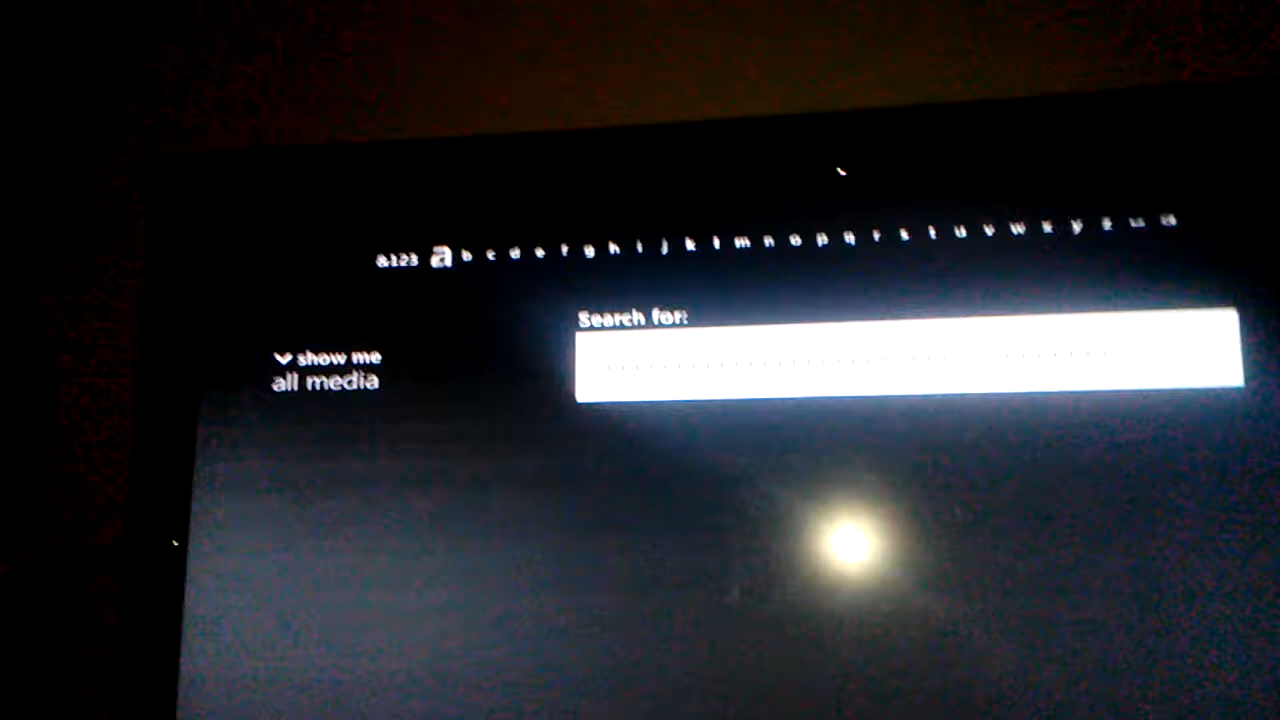 &123 a b c d e f g h i j k l m n o p q r s t u v w x y z
Search for:
show me
all media